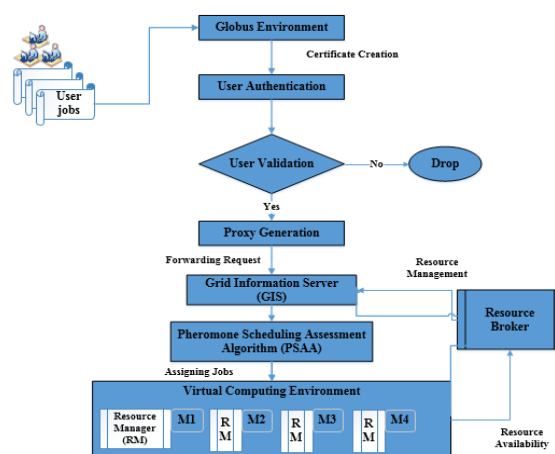 Globus Environment
Certificate Creation
User
jobs
User Authentication
User Validation
No
Drop
Yes
Proxy Generation
Forwarding Request
Resource
Management
Grid Information Server
(GIS)
Resource
Broker
Pheromone Scheduling Assessment
Algorithm (PSAA)
Assigning Jobs
Virtual Computing Environment
Resource
Manager
(RM)
M1
R
M
M2
R
M
M3
R
M
M4
Resource
Availability